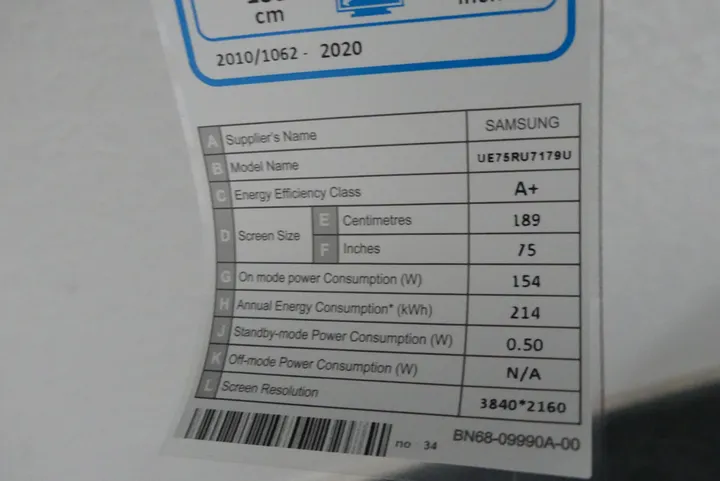 cm
2010/1062 - 2020
A Supplier's Name SAMSUNG
B Model Name UE75RU7179U
C Energy Efficiency Class A+
D Screen Size E Centimetres 189
F Inches 75
G On mode power Consumption (W) 154
H Annual Energy Consumption* (kWh) 214
J Standby-mode Power Consumption (W) 0.50
K Off-mode Power Consumption (W) N/A
L Screen Resolution 3840*2160
no 34 BN68-09990A-00